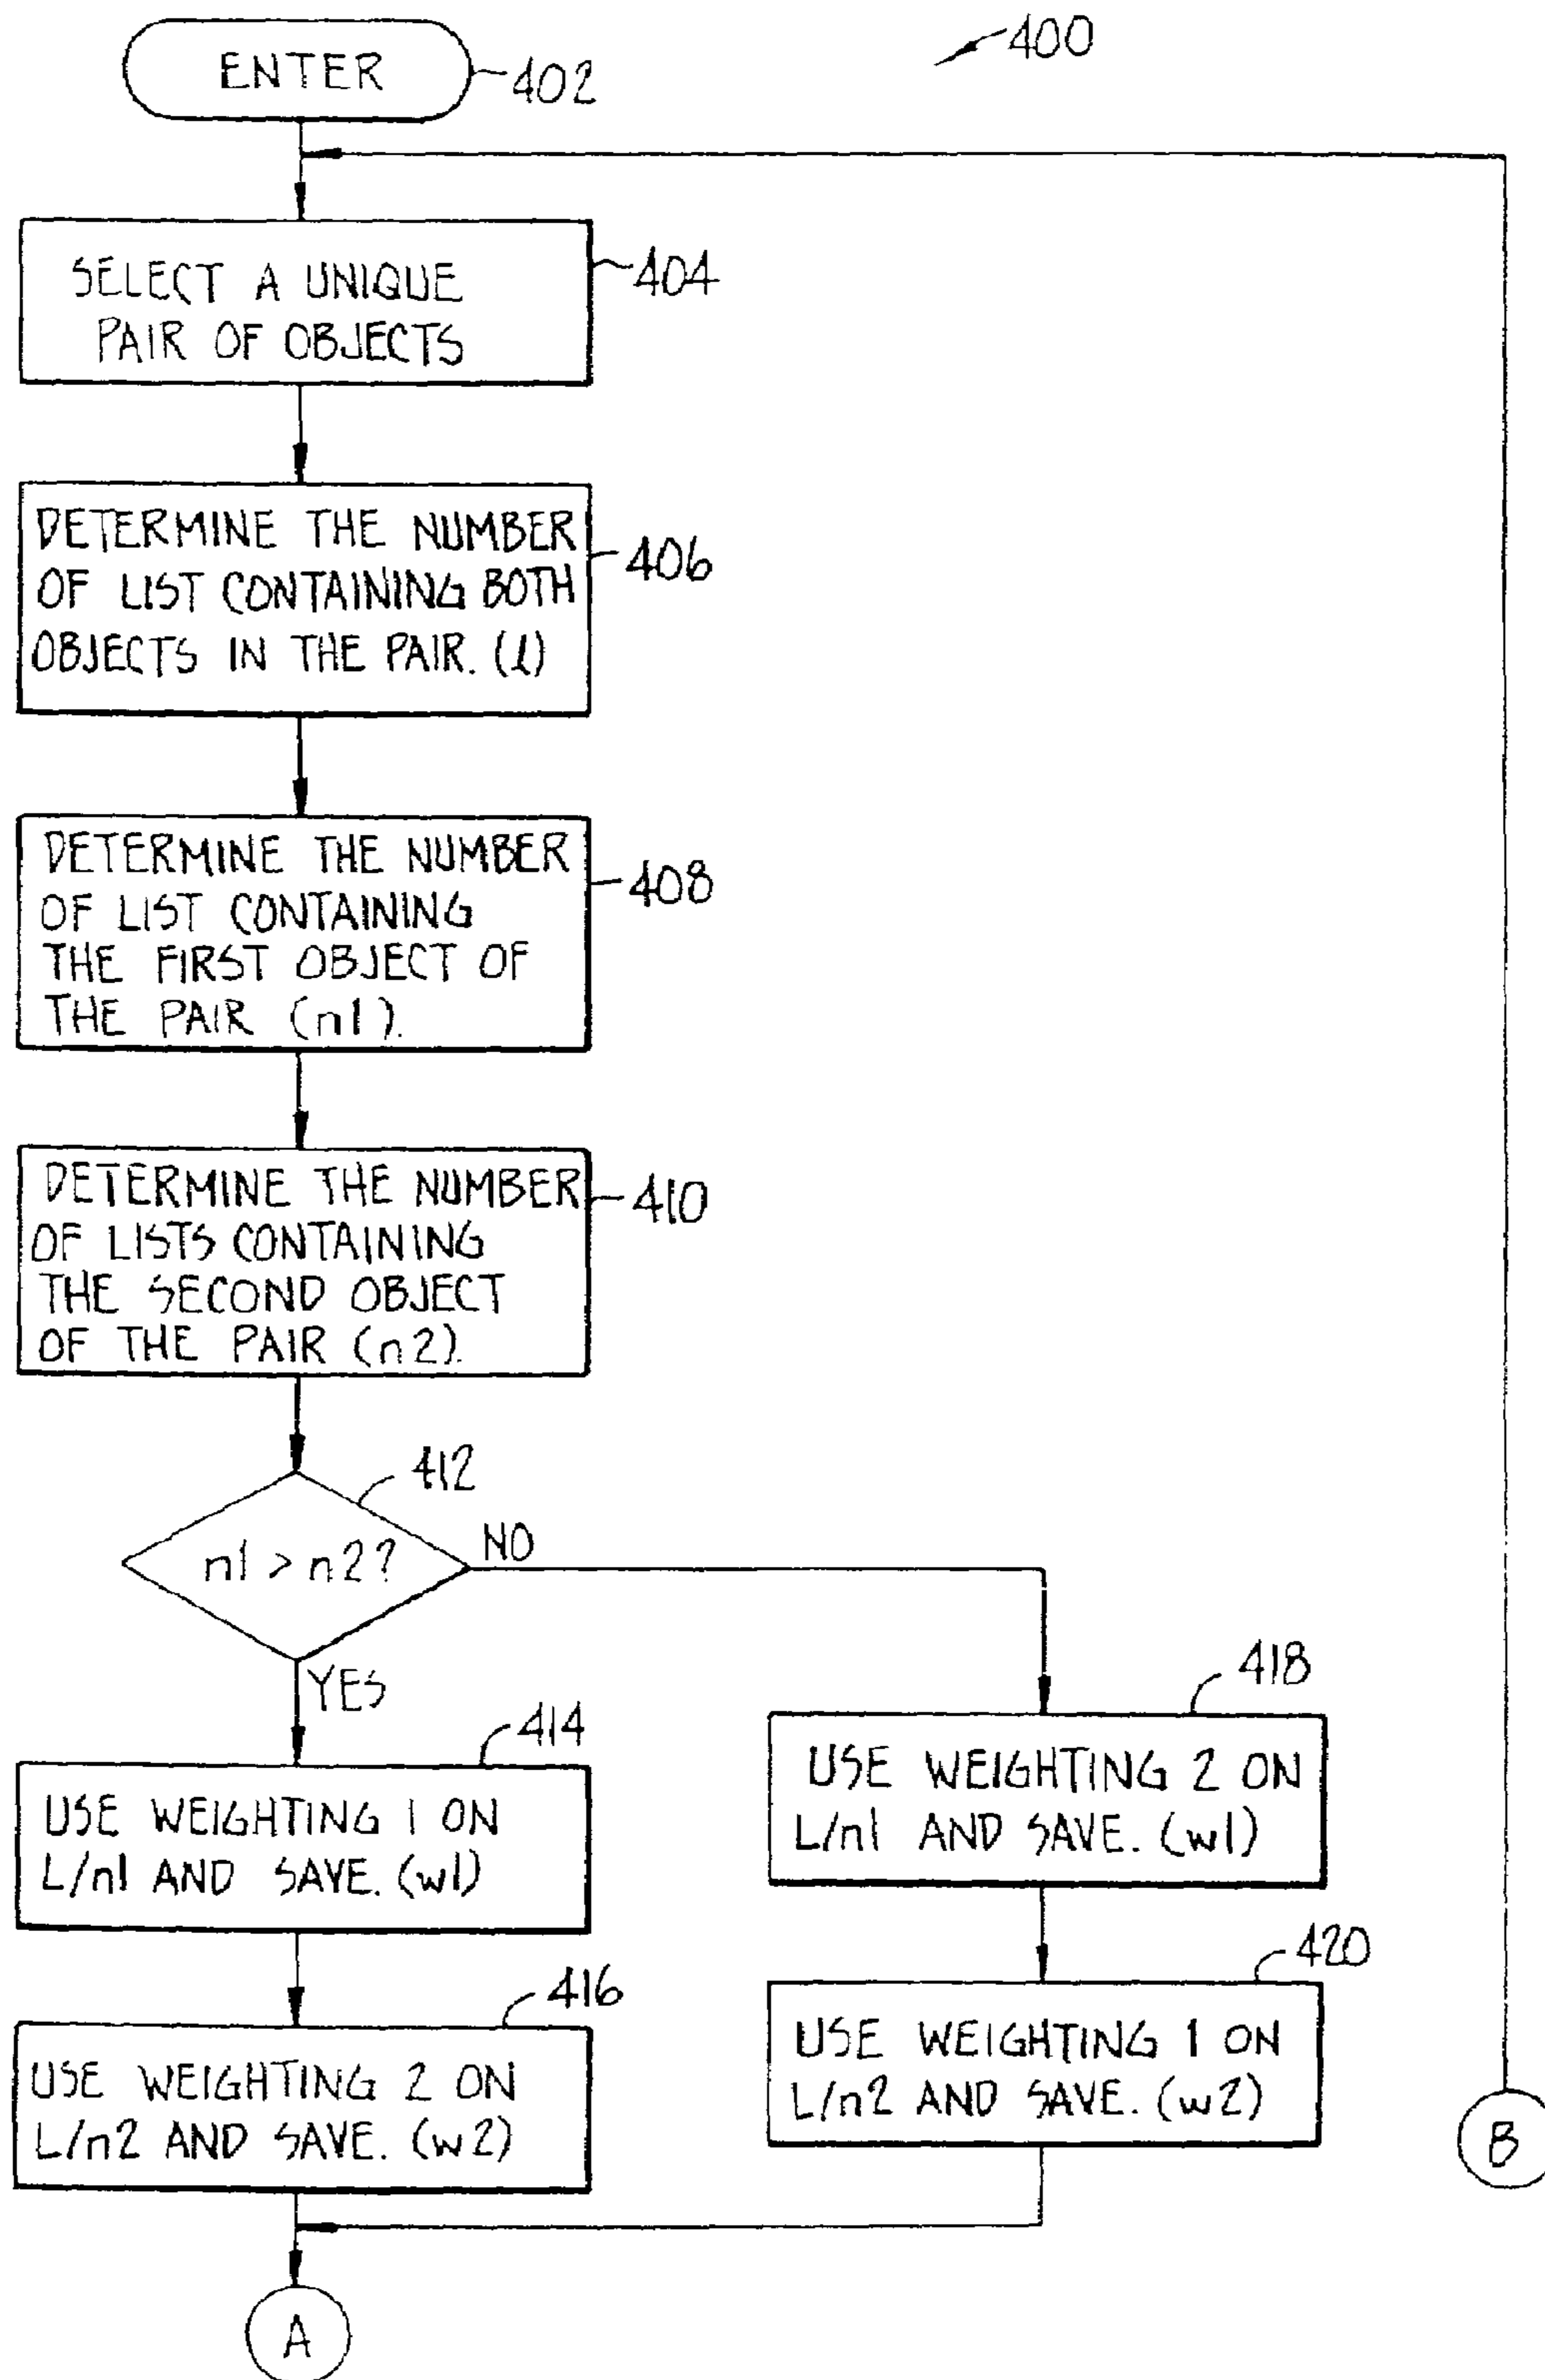 400
ENTER
402
SELECT A UNIQUE
PAIR OF OBJECTS
404
DETERMINE THE NUMBER
OF LIST CONTAINING BOTH
OBJECTS IN THE PAIR. (l)
406
DETERMINE THE NUMBER
OF LIST CONTAINING
THE FIRST OBJECT OF
THE PAIR (n1).
408
DETERMINE THE NUMBER
OF LISTS CONTAINING
THE SECOND OBJECT
OF THE PAIR (n2).
410
412
n1 > n2?
NO
YES
414
USE WEIGHTING 1 ON
L/n1 AND SAVE. (w1)
416
USE WEIGHTING 2 ON
L/n2 AND SAVE. (w2)
418
USE WEIGHTING 2 ON
L/n1 AND SAVE. (w1)
420
USE WEIGHTING 1 ON
L/n2 AND SAVE. (w2)
B
A